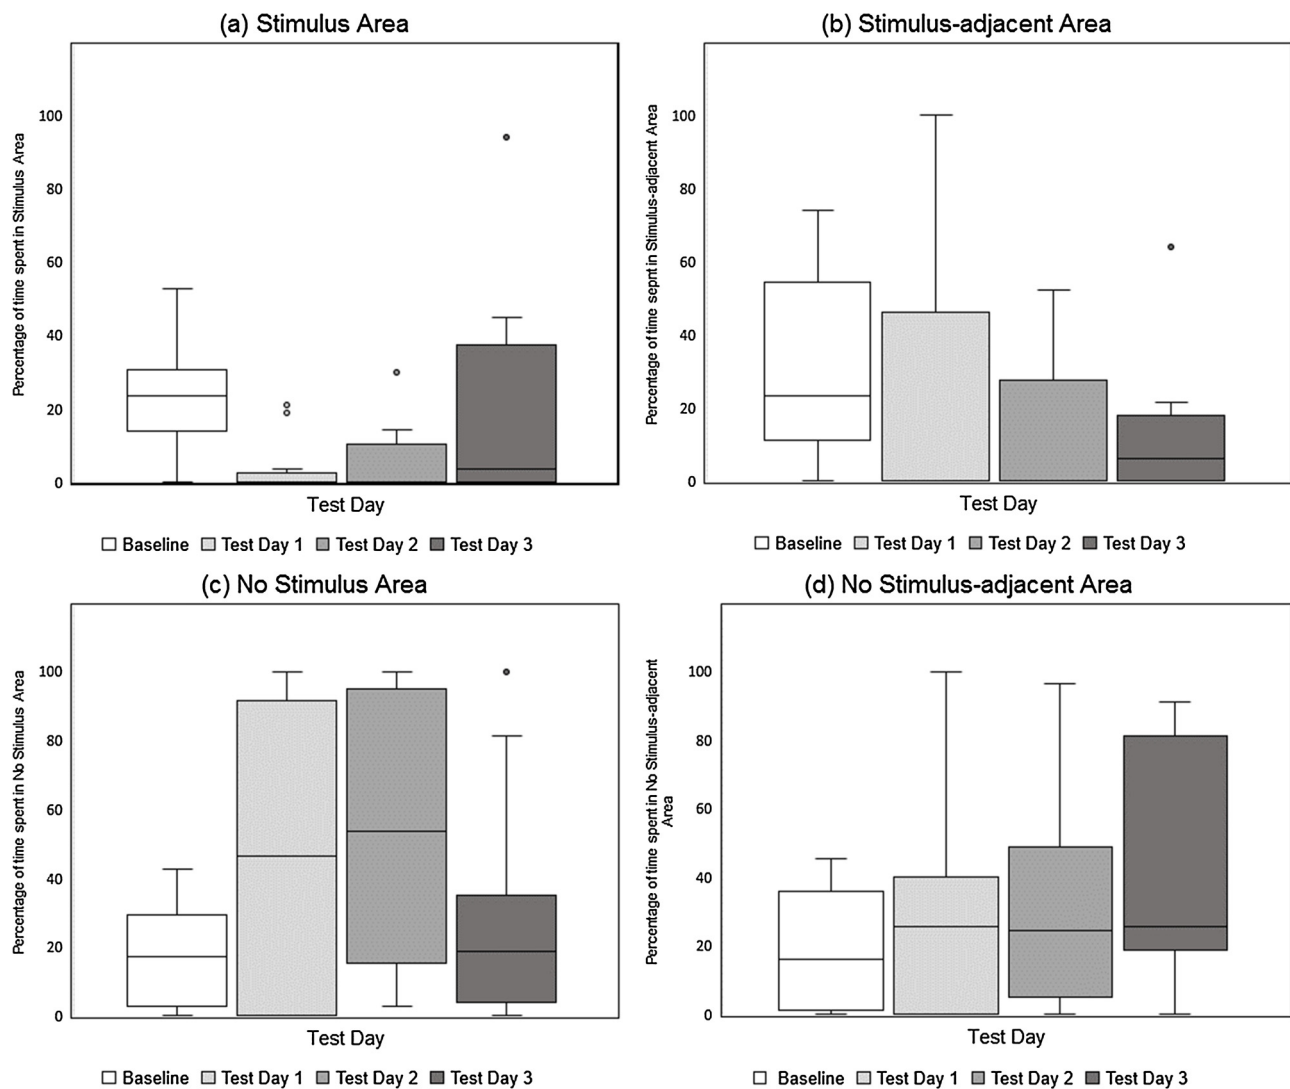 (a) Stimulus Area
Percentage of time spent in Stimulus Area
100
80
60
40
20
0
Test Day
Baseline Test Day 1 Test Day 2 Test Day 3
(b) Stimulus-adjacent Area
Percentage of time sepnt in Stimulus-adjacent Area
100
80
60
40
20
0
Test Day
Baseline Test Day 1 Test Day 2 Test Day 3
(c) No Stimulus Area
Percentage of time spent in No Stimulus Area
100
80
60
40
20
0
Test Day
Baseline Test Day 1 Test Day 2 Test Day 3
(d) No Stimulus-adjacent Area
Percentage of time spent in No Stimulus-adjacent
Area
100
80
60
40
20
0
Test Day
Baseline Test Day 1 Test Day 2 Test Day 3